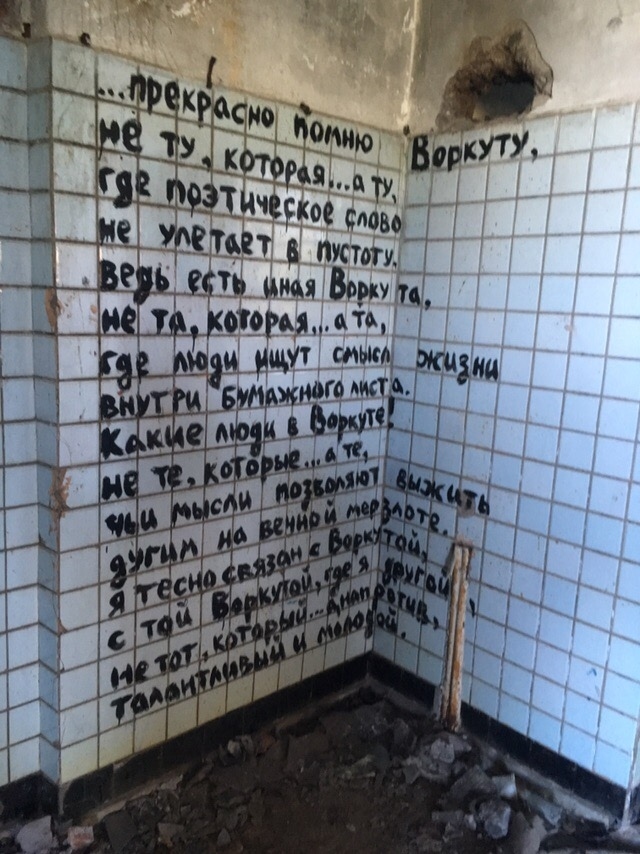 ...прекрасно помню Воркуту,
не ту, которая...а ту,
где поэтическое слово
не улетает в пустоту.
ведь есть иная Воркута,
не та, которая...а та,
где люди ищут смысл жизни
внутри бумажного листа.
Какие люди в Воркуте!
не те, которые...а те,
чьи мысли позволяют выжить
дугим на вечной мерзлоте.
я тесно связан с Воркутой,
с той Воркутой, где я другой,
не тот, который...а напротив,
талантливый и молодой.